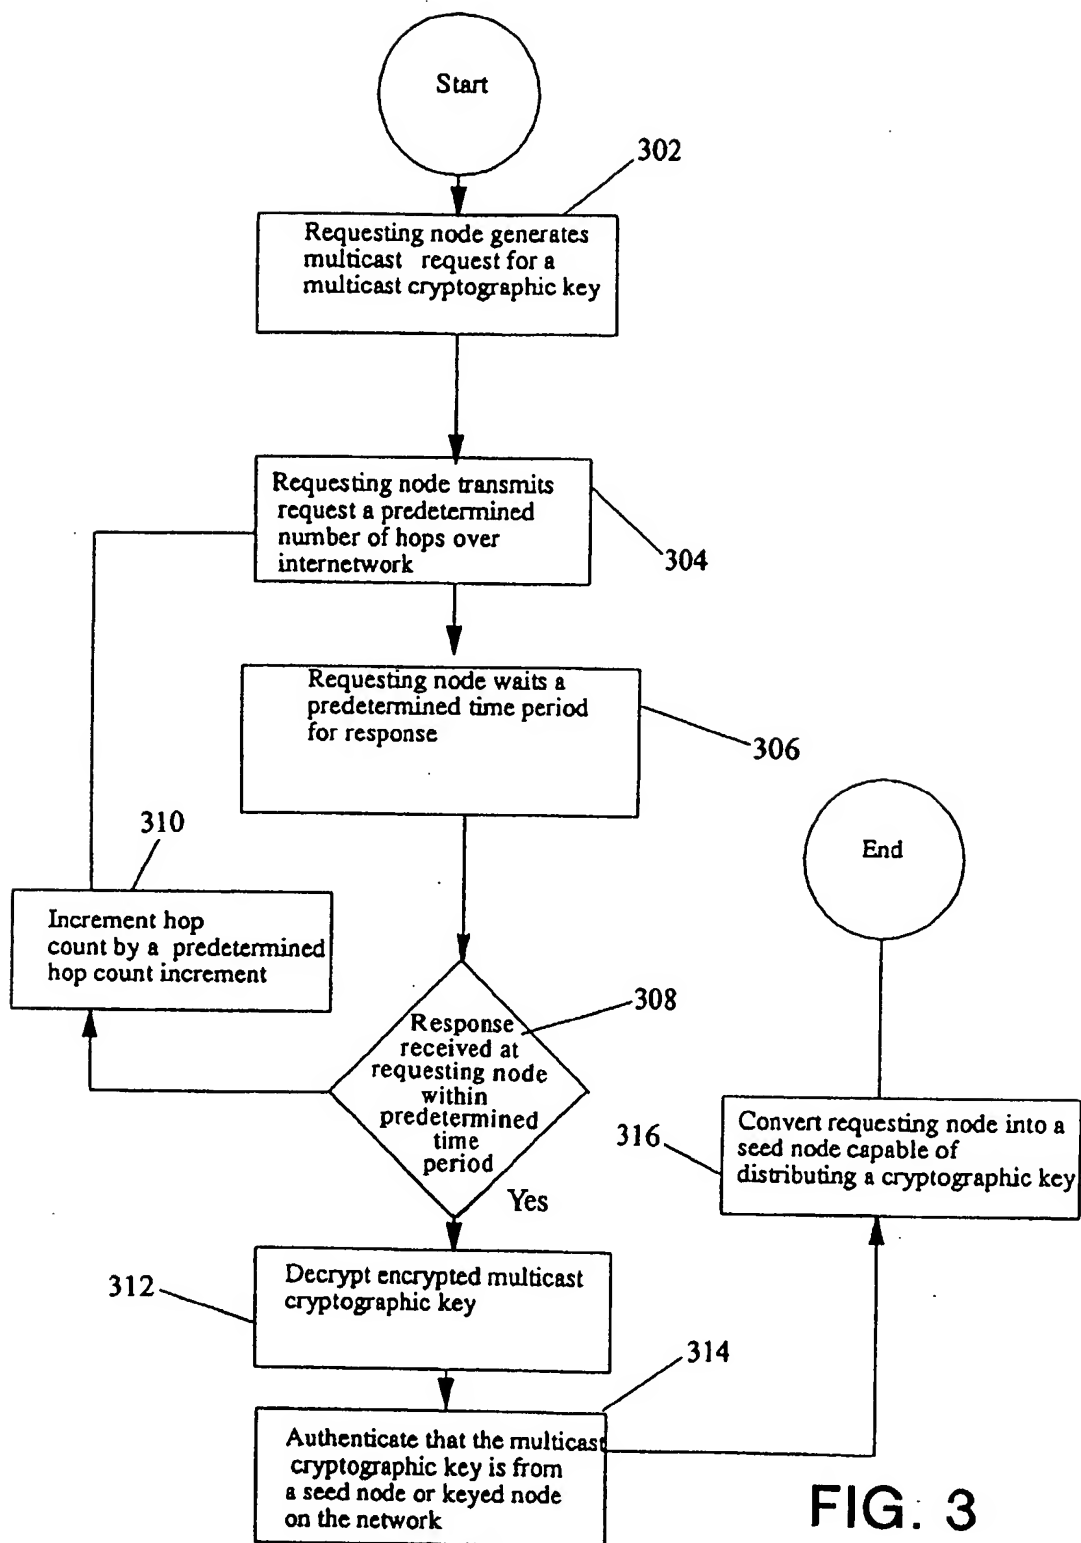 Start
302
Requesting node generates
multicast request for a
multicast cryptographic key
Requesting node transmits
request a predetermined
number of hops over
internetwork
304
Requesting node waits a
predetermined time period
for response
306
310
Increment hop
count by a predetermined
hop count increment
End
308
Response
received at
requesting node
within
predetermined
time
period
Yes
316
Convert requesting node into a
seed node capable of
distributing a cryptographic key
312
Decrypt encrypted multicast
cryptographic key
314
Authenticate that the multicast
cryptographic key is from
a seed node or keyed node
on the network
FIG. 3